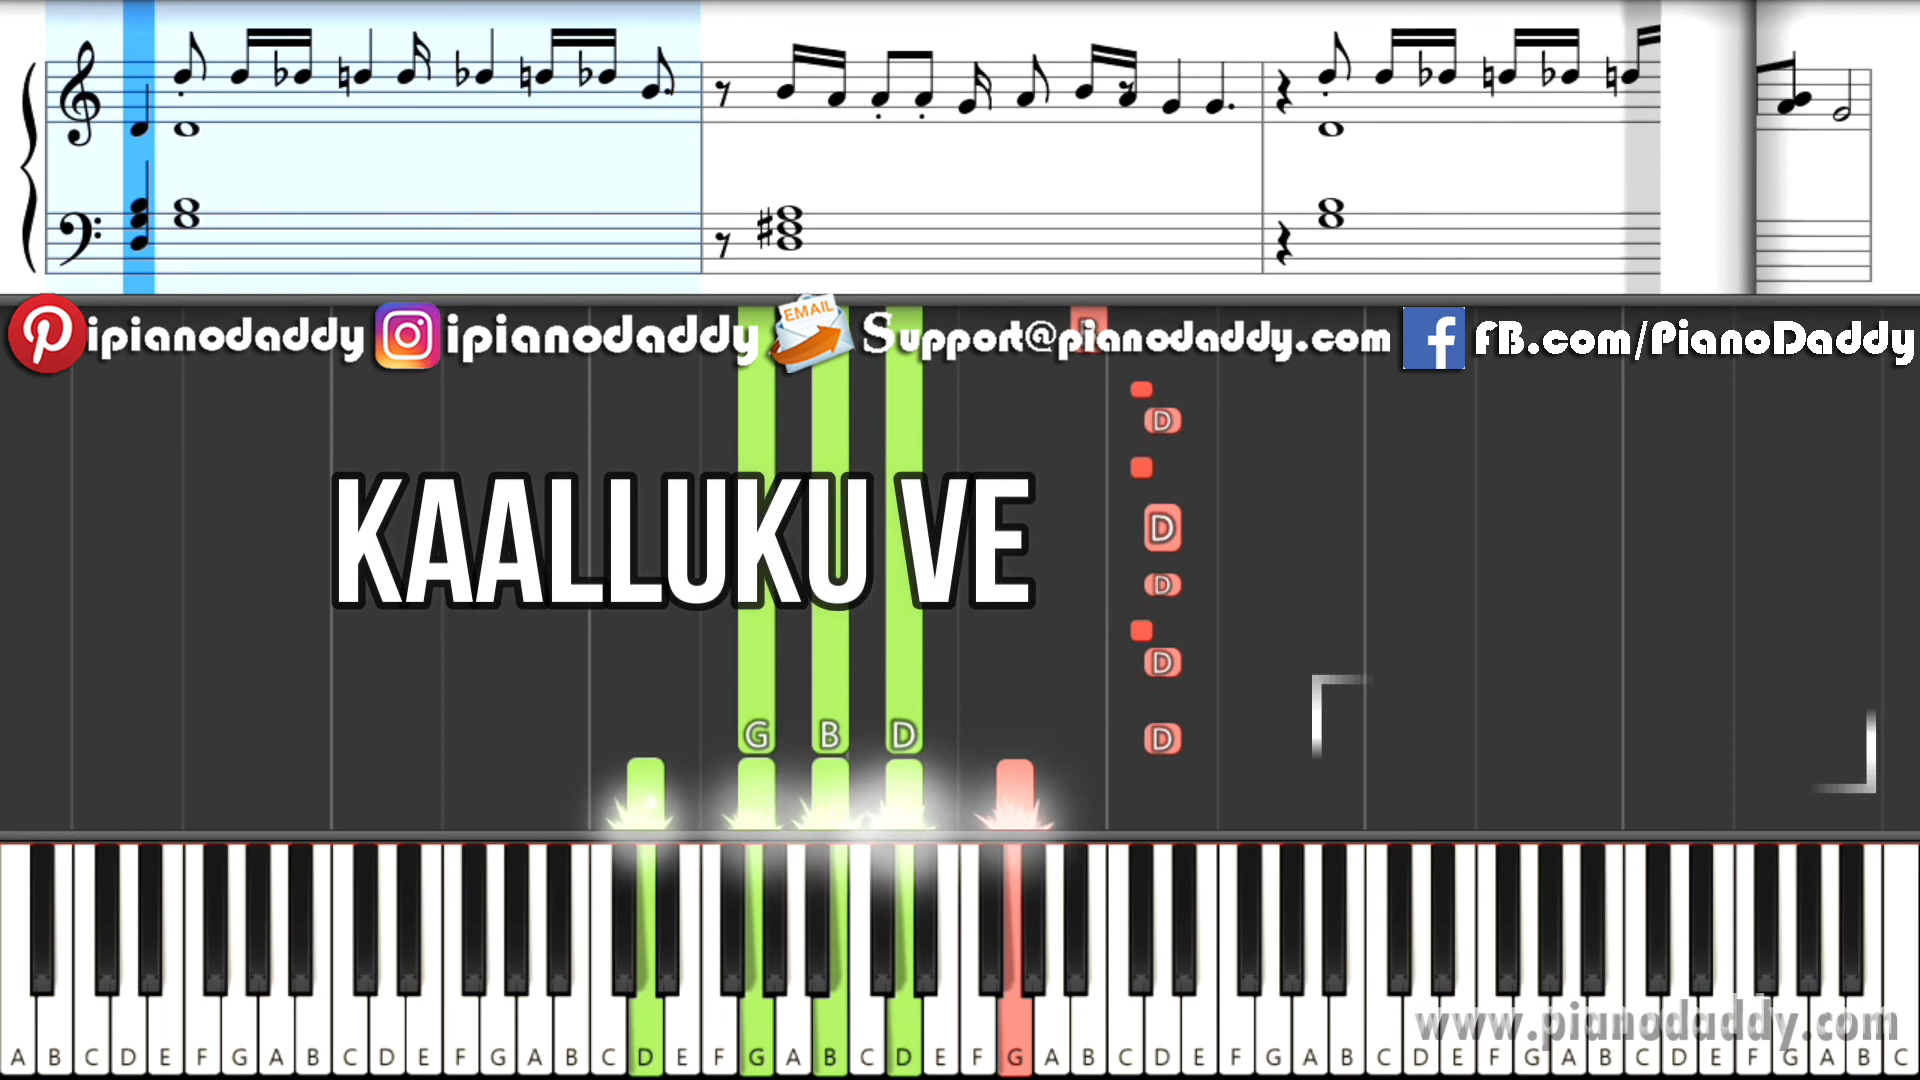 ipianodaddy ipianodaddy EMAIL Support@pianodaddy.com f FB.com/PianoDaddy
D
D
KAALLUKU VE
D
D
D
G B D D
www.pianodaddy.com
A B C D E F G A B C D E F G A B C D E F G A B C D E F G A B C D E F G A B C D E F G A B C D E F G A B C